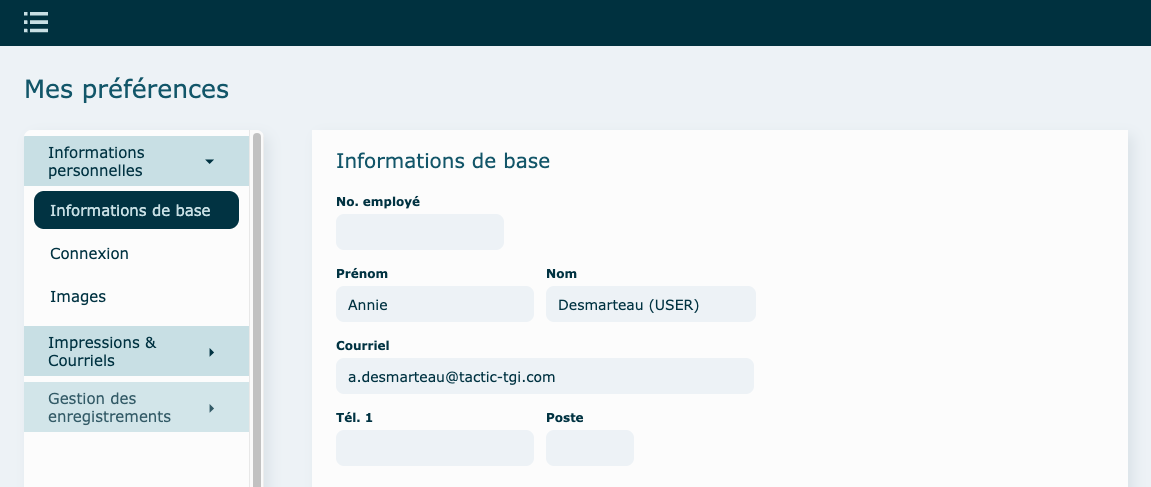 Mes préférences
Informations
personnelles
Informations de base
Connexion
Images
Impressions &
Courriels
Gestion des
enregistrements
Informations de base
No. employé
Prénom Nom
Annie Desmarteau (USER)
Courriel
a.desmarteau@tactic-tgi.com
Tél. 1 Poste